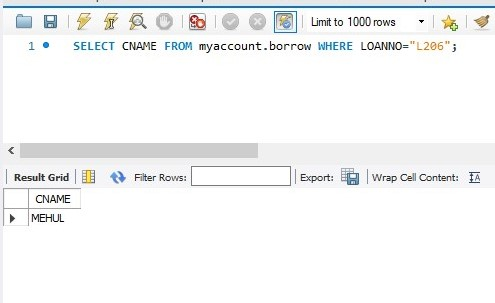 Limit to 1000 rows
1 SELECT CNAME FROM myaccount.borrow WHERE LOANNO="L206";
Result Grid Filter Rows: Export: Wrap Cell Content:
CNAME
MEHUL